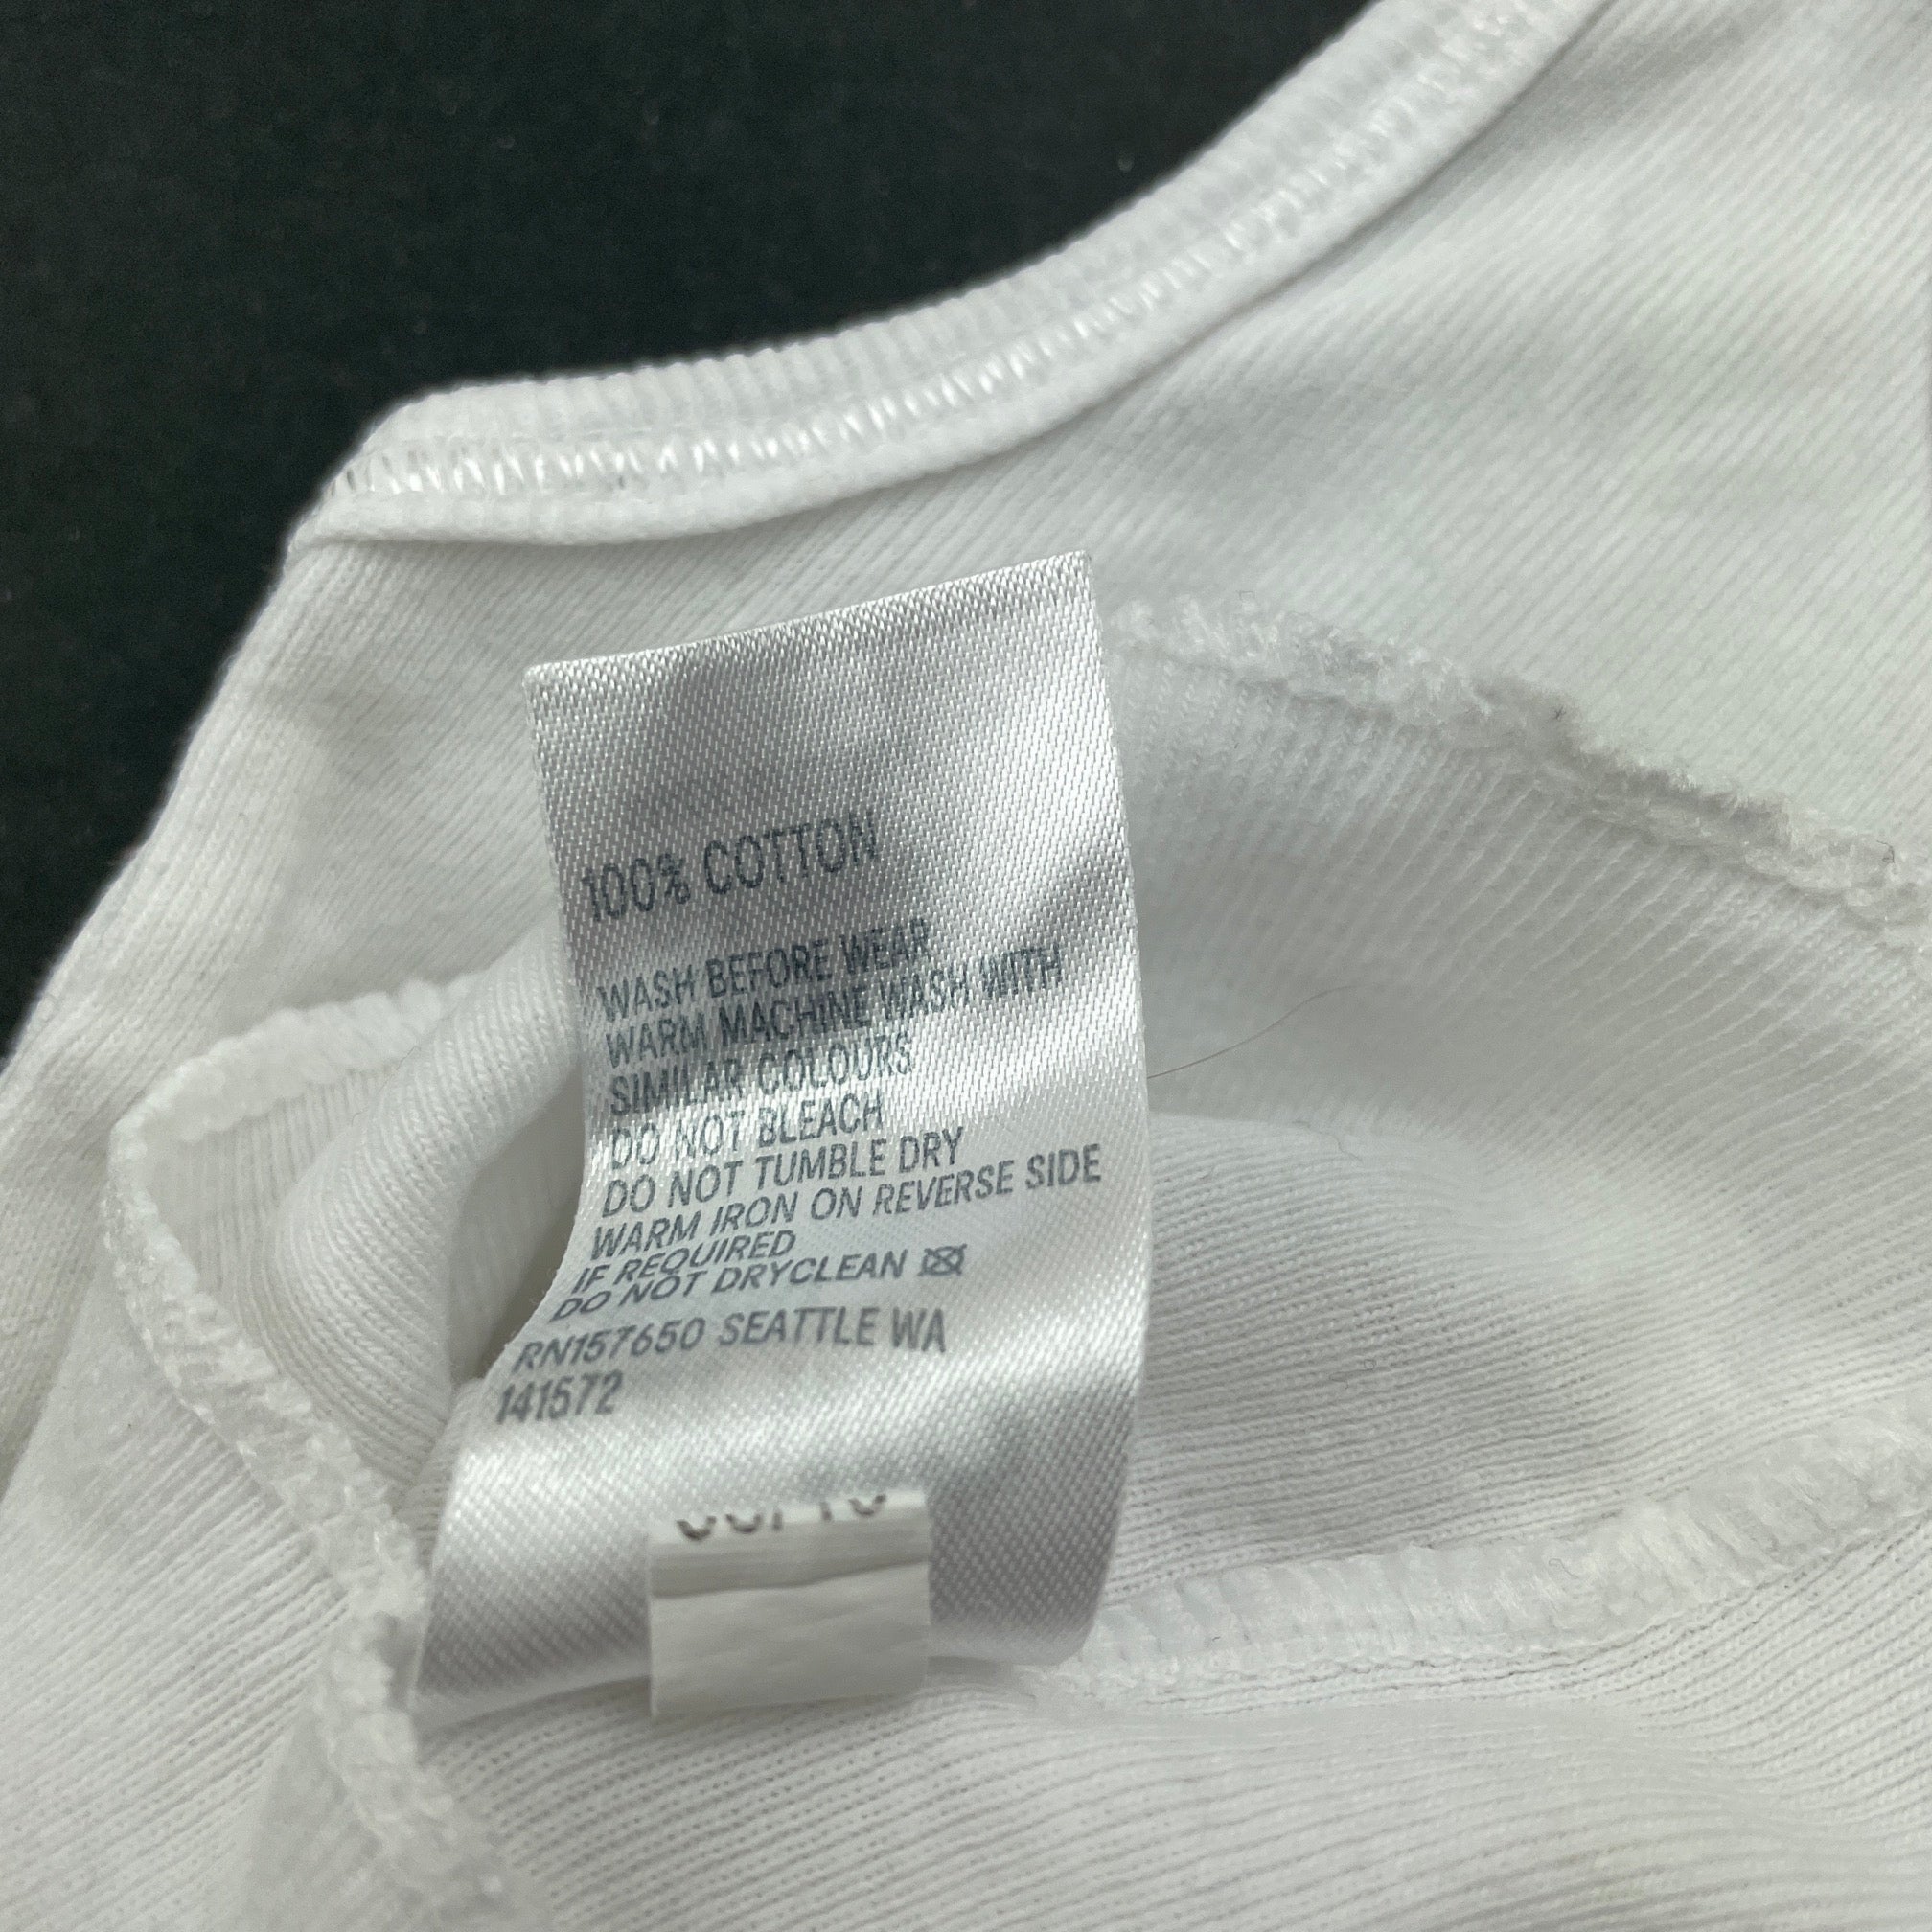 100% COTTON
WASH BEFORE WEAR
WARM MACHINE WASH WITH
SIMILAR COLOURS
DO NOT BLEACH
DO NOT TUMBLE DRY
WARM IRON ON REVERSE SIDE
IF REQUIRED
DO NOT DRYCLEAN
RN157650 SEATTLE WA
141572